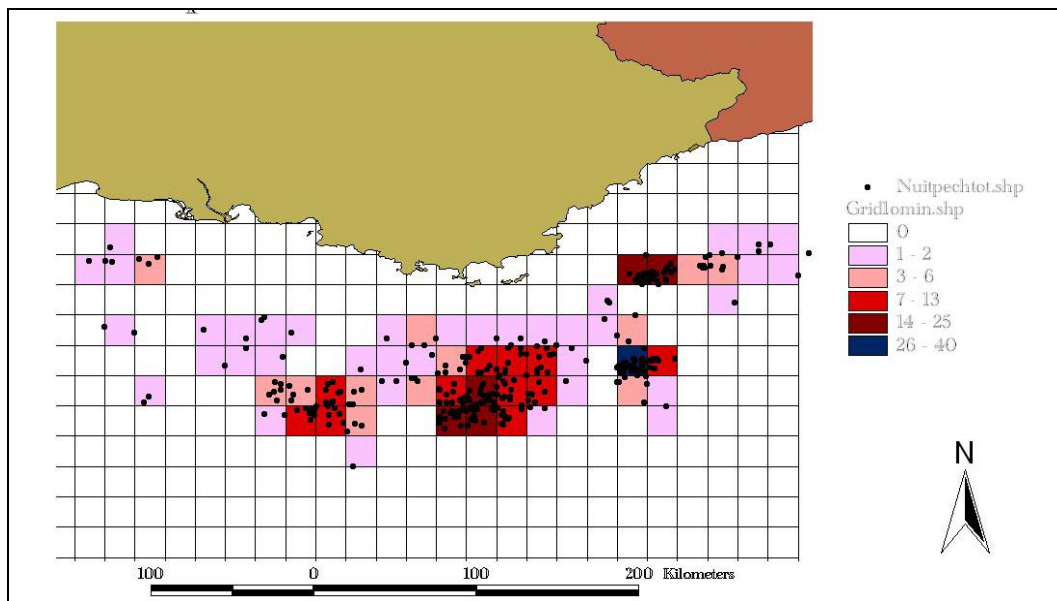 Nuitpechtot.shp
Gridlomin.shp
0
1 - 2
3 - 6
7 - 13
14 - 25
26 - 40
N
100 0 100 200 Kilometers